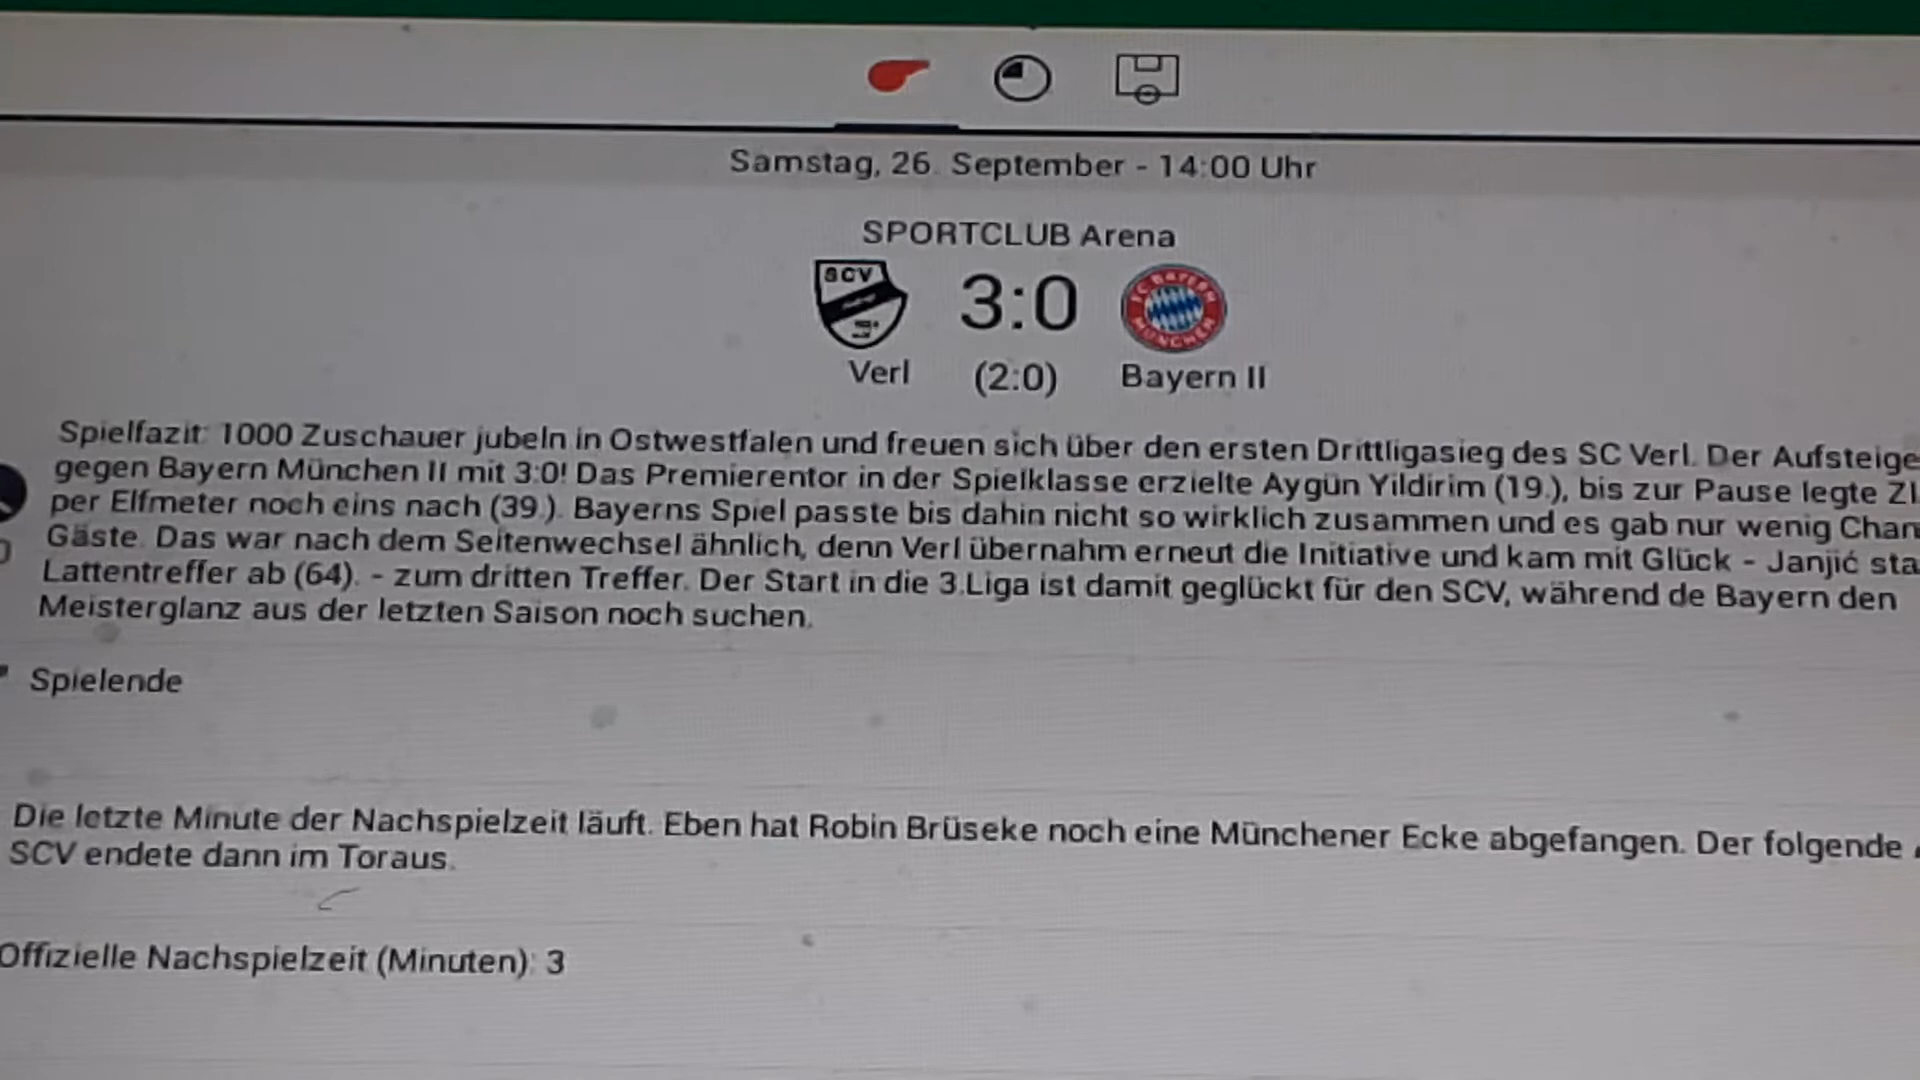 Samstag, 26. September - 14:00 Uhr
SPORTCLUB Arena
SCV
3:0
FC BAYERN MÜNCHEN
Verl
(2:0)
Bayern II
Spielfazit: 1000 Zuschauer jubeln in Ostwestfalen und freuen sich über den ersten Drittligasieg des SC Verl. Der Aufsteige
gegen Bayern München II mit 3:0! Das Premierentor in der Spielklasse erzielte Aygün Yildirim (19.), bis zur Pause legte Zl
per Elfmeter noch eins nach (39.). Bayerns Spiel passte bis dahin nicht so wirklich zusammen und es gab nur wenig Chan
Gäste. Das war nach dem Seitenwechsel ähnlich, denn Verl übernahm erneut die Initiative und kam mit Glück - Janjić sta
Lattentreffer ab (64). - zum dritten Treffer. Der Start in die 3.Liga ist damit geglückt für den SCV, während de Bayern den
Meisterglanz aus der letzten Saison noch suchen.
Spielende
Die letzte Minute der Nachspielzeit läuft. Eben hat Robin Brüseke noch eine Münchener Ecke abgefangen. Der folgende
SCV endete dann im Toraus.
Offizielle Nachspielzeit (Minuten): 3